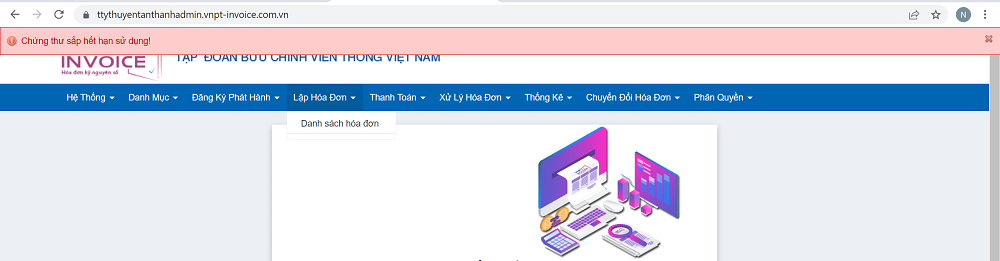 ttythuyentanthanhadmin.vnpt-invoice.com.vn
N
Chứng thư sắp hết hạn sử dụng!
INVOICE
Hóa đơn kỷ nguyên số
TẬP ĐOÀN BƯU CHÍNH VIỄN THÔNG VIỆT NAM
Hệ Thống Danh Mục Đăng Ký Phát Hành Lập Hóa Đơn Thanh Toán Xử Lý Hóa Đơn Thống Kê Chuyển Đổi Hóa Đơn Phân Quyền
Danh sách hóa đơn